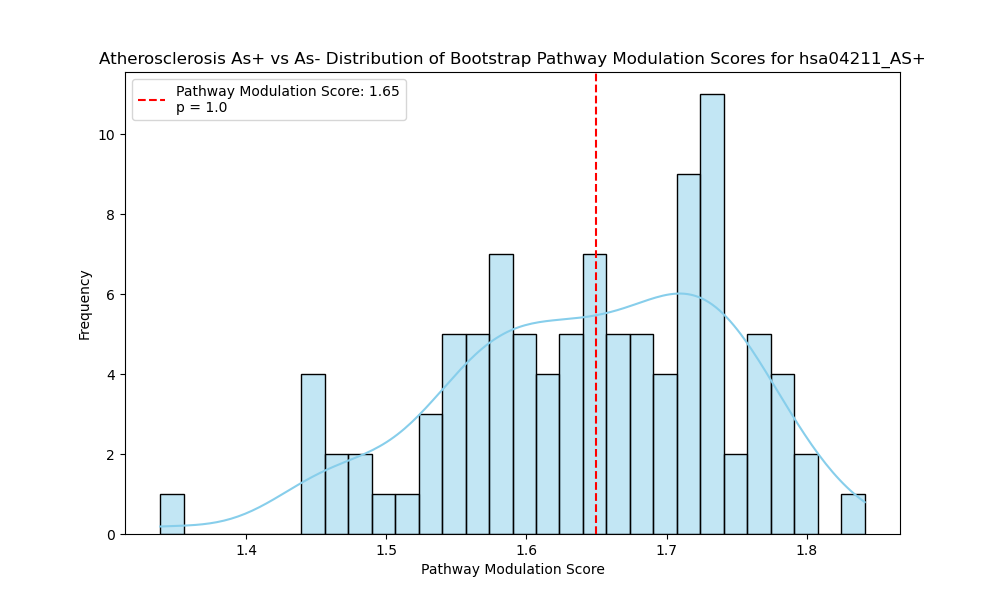 Atherosclerosis As+ vs As- Distribution of Bootstrap Pathway Modulation Scores for hsa04211_AS+
Pathway Modulation Score: 1.65
p = 1.0
Frequency
10
8
6
4
2
0
1.4 1.5 1.6 1.7 1.8
Pathway Modulation Score